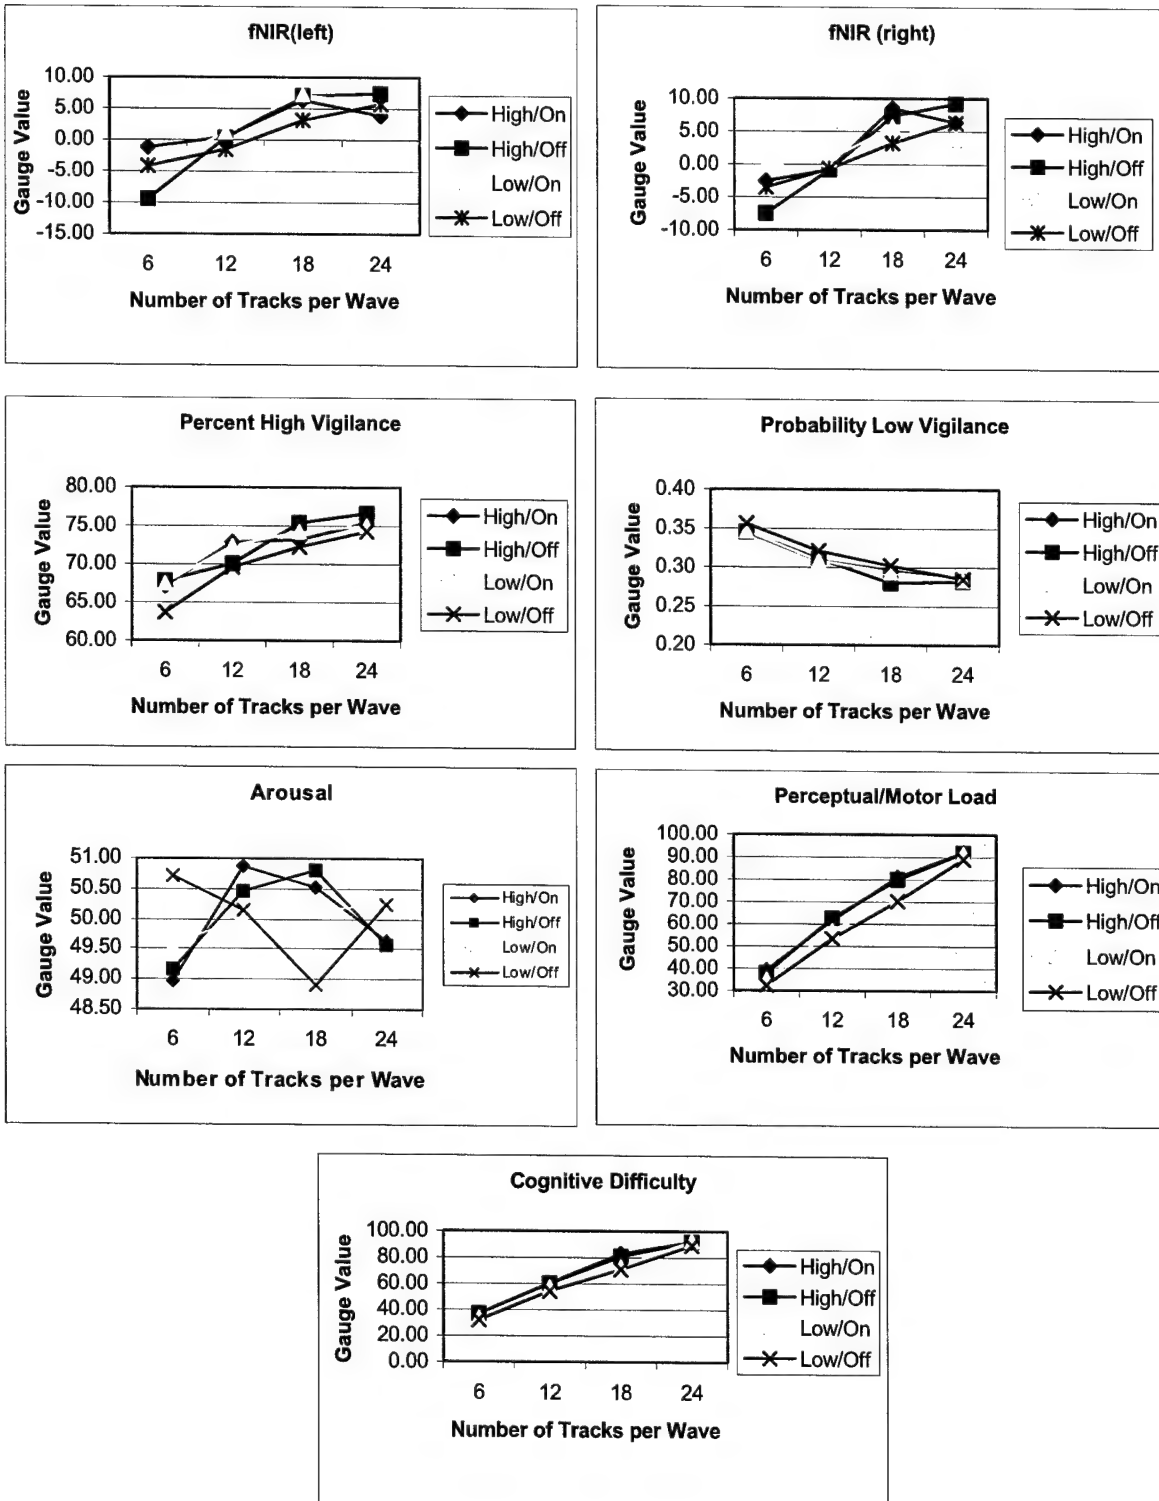 fNIR(left)
10.00
5.00
0.00
-5.00
-10.00
-15.00
Gauge Value
6 12 18 24
Number of Tracks per Wave
High/On
High/Off
Low/On
Low/Off
fNIR (right)
10.00
5.00
0.00
-5.00
-10.00
Gauge Value
6 12 18 24
Number of Tracks per Wave
High/On
High/Off
Low/On
Low/Off
Percent High Vigilance
80.00
75.00
70.00
65.00
60.00
Gauge Value
6 12 18 24
Number of Tracks per Wave
High/On
High/Off
Low/On
Low/Off
Probability Low Vigilance
0.40
0.35
0.30
0.25
0.20
Gauge Value
6 12 18 24
Number of Tracks per Wave
High/On
High/Off
Low/On
Low/Off
Arousal
51.00
50.50
50.00
49.50
49.00
48.50
Gauge Value
6 12 18 24
Number of Tracks per Wave
High/On
High/Off
Low/On
Low/Off
Perceptual/Motor Load
100.00
90.00
80.00
70.00
60.00
50.00
40.00
30.00
Gauge Value
6 12 18 24
Number of Tracks per Wave
High/On
High/Off
Low/On
Low/Off
Cognitive Difficulty
100.00
80.00
60.00
40.00
20.00
0.00
Gauge Value
6 12 18 24
Number of Tracks per Wave
High/On
High/Off
Low/On
Low/Off